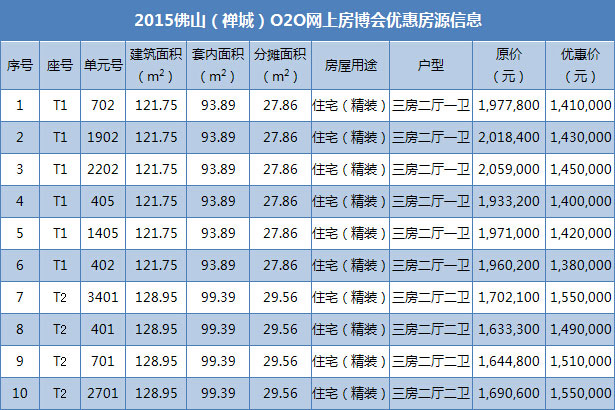 2015佛山（禅城）O2O网上房博会优惠房源信息
序号 座号 单元号 建筑面积（m²） 套内面积（m²） 分摊面积（m²） 房屋用途 户型 原价（元） 优惠价（元）
1 T1 702 121.75 93.89 27.86 住宅（精装） 三房二厅一卫 1,977,800 1,410,000
2 T1 1902 121.75 93.89 27.86 住宅（精装） 三房二厅一卫 2,018,400 1,430,000
3 T1 2202 121.75 93.89 27.86 住宅（精装） 三房二厅一卫 2,059,000 1,450,000
4 T1 405 121.75 93.89 27.86 住宅（精装） 三房二厅一卫 1,933,200 1,400,000
5 T1 1405 121.75 93.89 27.86 住宅（精装） 三房二厅一卫 1,971,000 1,420,000
6 T1 402 121.75 93.89 27.86 住宅（精装） 三房二厅一卫 1,960,200 1,380,000
7 T2 3401 128.95 99.39 29.56 住宅（精装） 三房二厅二卫 1,702,100 1,550,000
8 T2 401 128.95 99.39 29.56 住宅（精装） 三房二厅二卫 1,633,300 1,490,000
9 T2 701 128.95 99.39 29.56 住宅（精装） 三房二厅二卫 1,644,800 1,510,000
10 T2 2701 128.95 99.39 29.56 住宅（精装） 三房二厅二卫 1,690,600 1,550,000